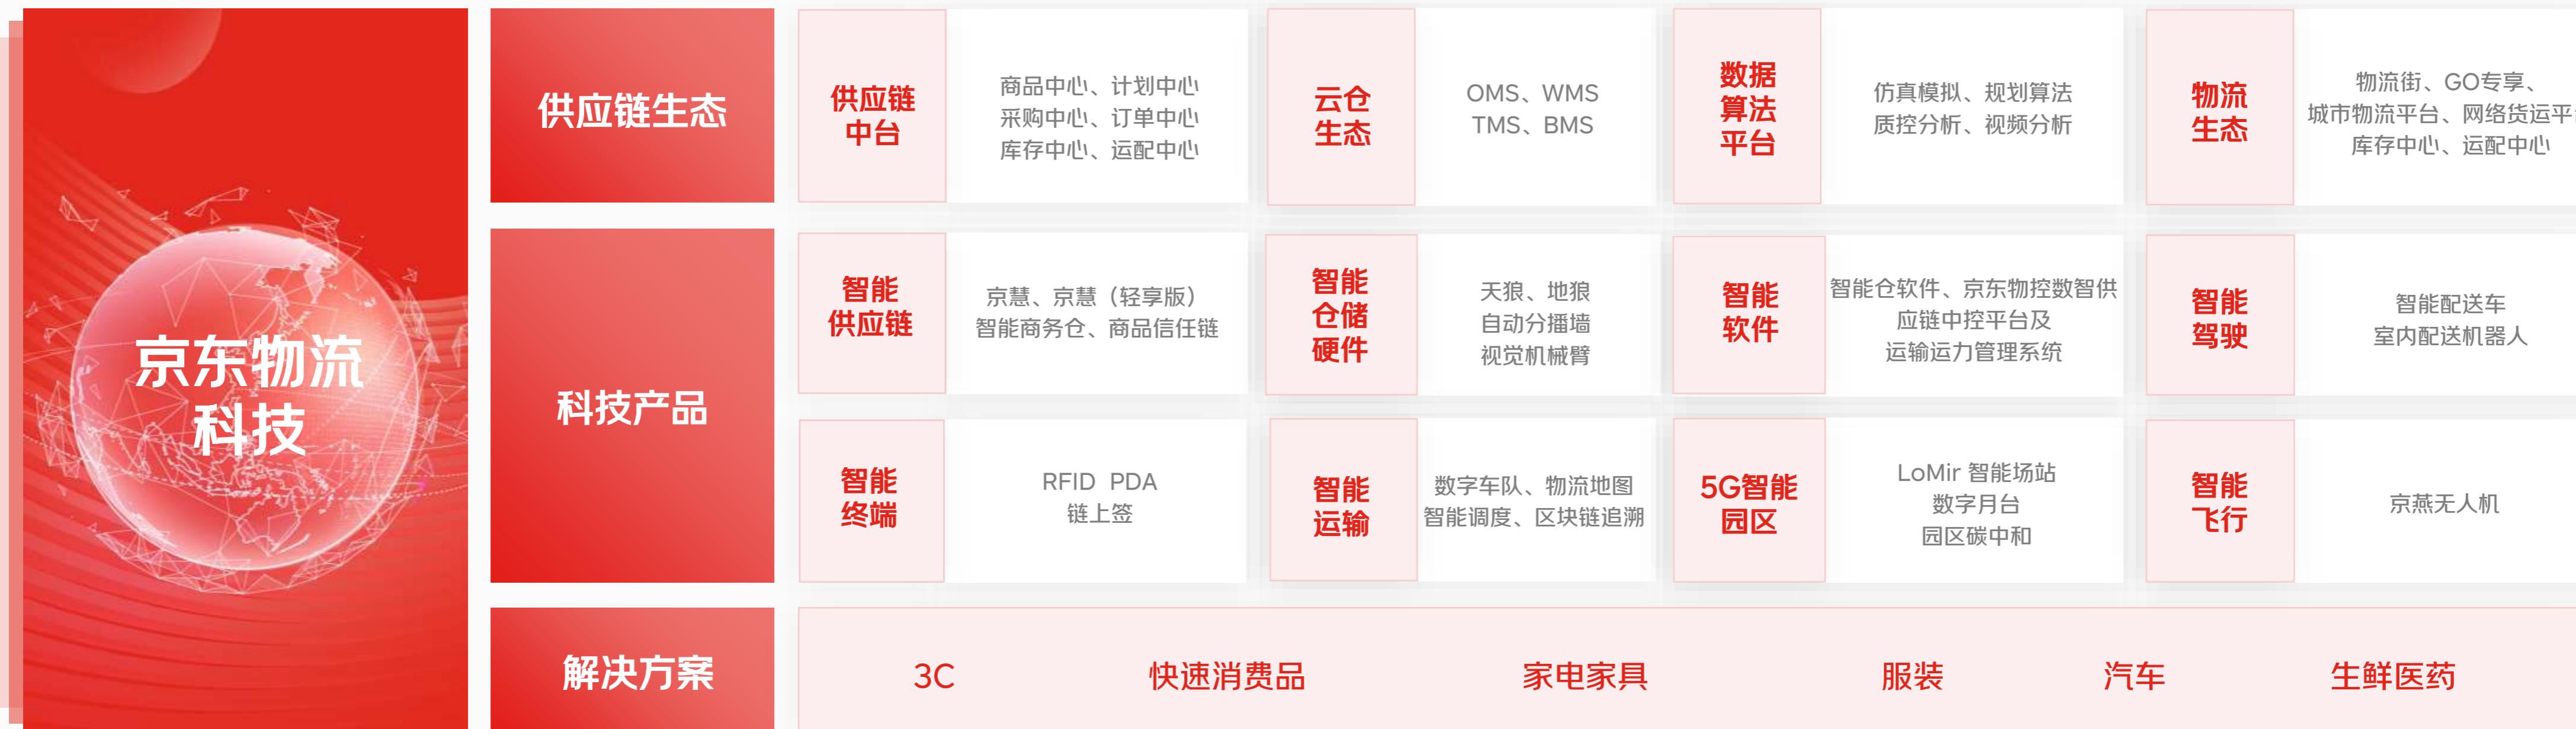 京东物流
科技
供应链生态
供应链
中台
商品中心、计划中心
采购中心、订单中心
库存中心、运配中心
云仓
生态
OMS、WMS
TMS、BMS
数据
算法
平台
仿真模拟、规划算法
质控分析、视频分析
物流
生态
物流街、GO专享、
城市物流平台、网络货运平
库存中心、运配中心
科技产品
智能
供应链
京慧、京慧（轻享版）
智能商务仓、商品信任链
智能
仓储
硬件
天狼、地狼
自动分播墙
视觉机械臂
智能
软件
智能仓软件、京东物控数智供
应链中控平台及
运输运力管理系统
智能
驾驶
智能配送车
室内配送机器人
智能
终端
RFID PDA
链上签
智能
运输
数字车队、物流地图
智能调度、区块链追溯
5G智能
园区
LoMir 智能场站
数字月台
园区碳中和
智能
飞行
京燕无人机
解决方案
3C
快速消费品
家电家具
服装
汽车
生鲜医药